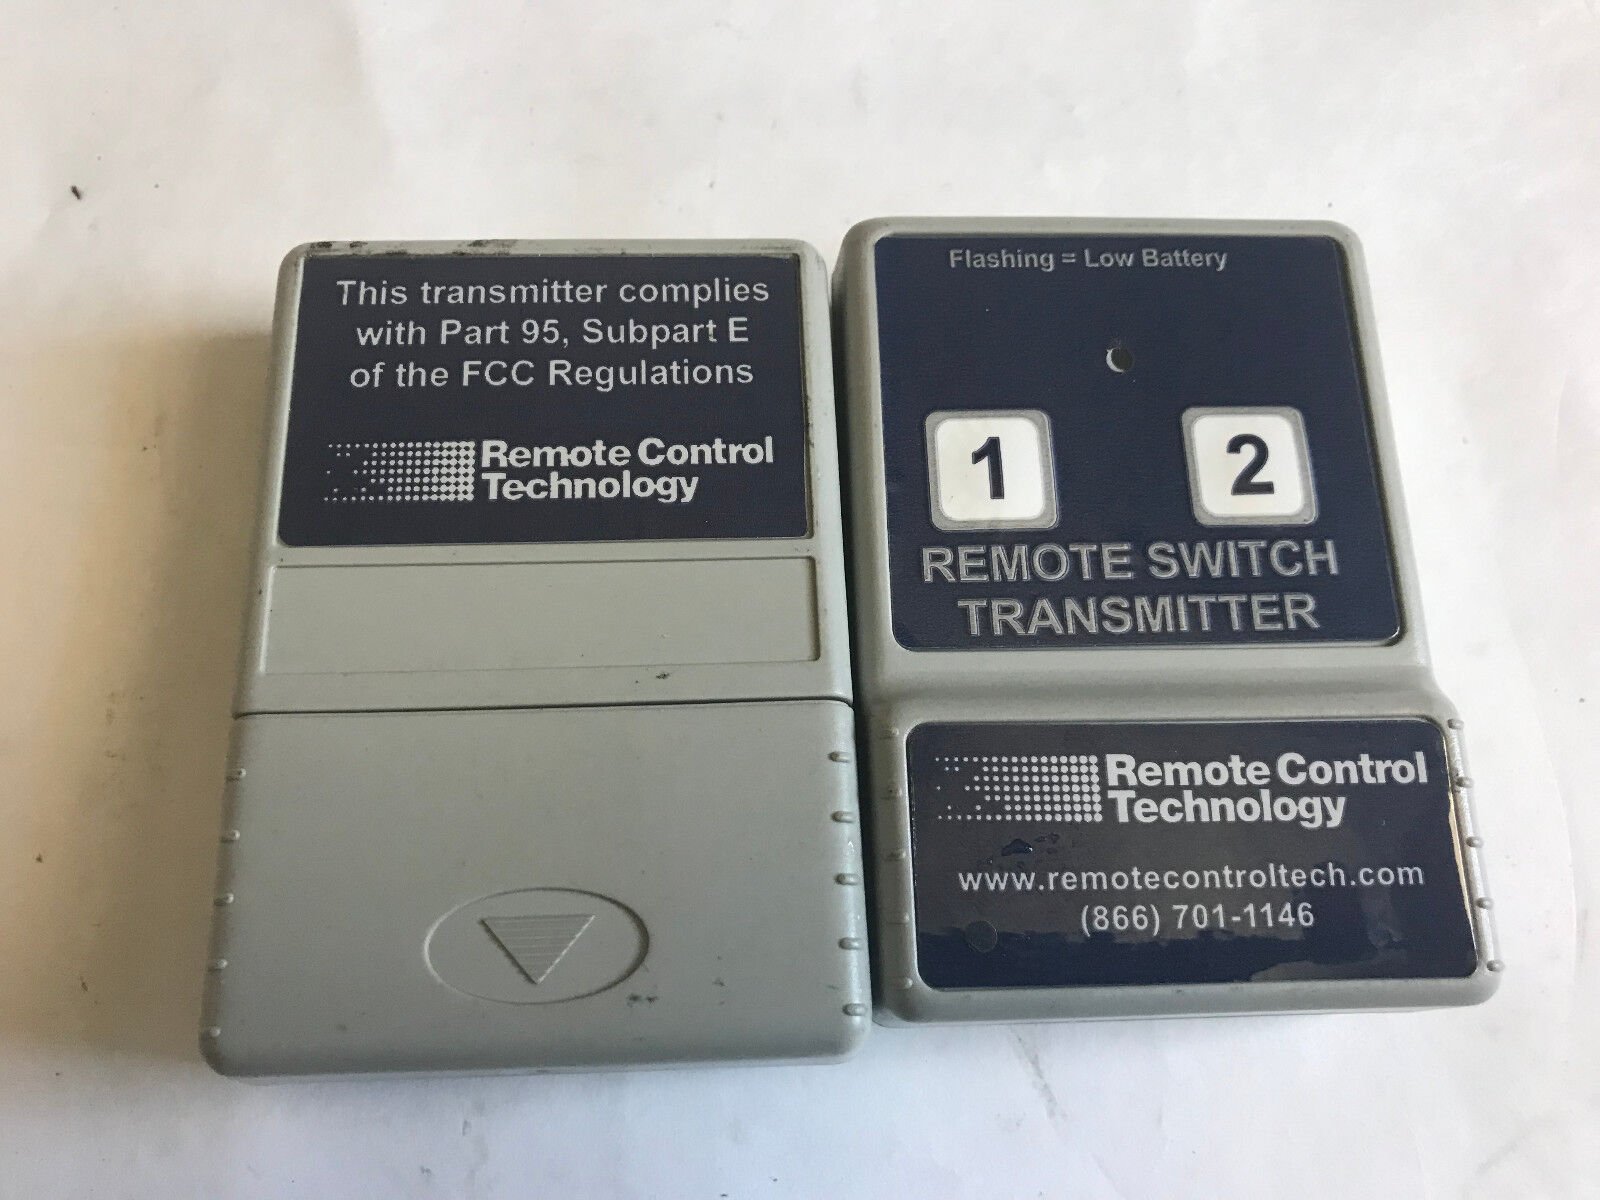 This transmitter complies
with Part 95, Subpart E
of the FCC Regulations
Remote Control
Technology
Flashing = Low Battery
1 2
REMOTE SWITCH
TRANSMITTER
Remote Control
Technology
www.remotecontroltech.com
(866) 701-1146